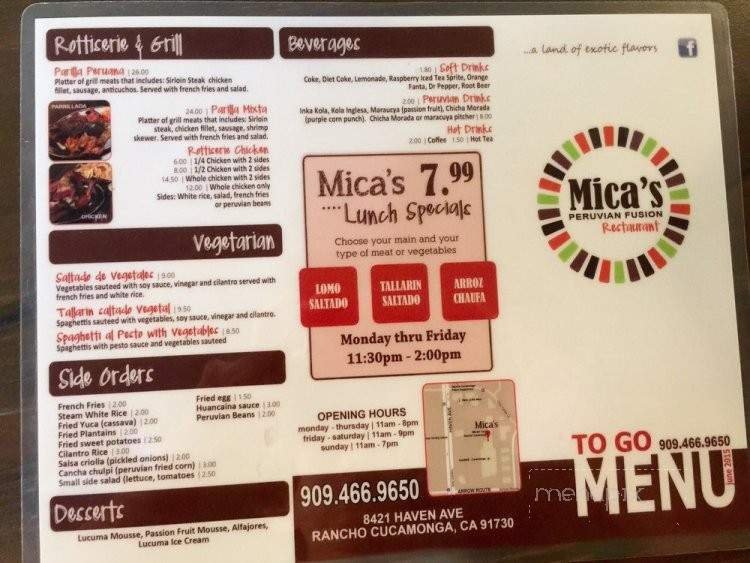 Rottiserie & Grill
Parilla Peruana | 26.00
Platter of grill meats that includes: Sirloin Steak chicken
fillet, sausage, anticuchos. Served with french fries and salad.
PARRILLADA
24.00 | Parilla Mixta
Platter of grill meats that includes: Sirloin
steak, chicken fillet, sausage, shrimp
skewer. Served with french fries and salad.
Rottiserie Chicken
6.00 | 1/4 Chicken with 2 sides
8.00 | 1/2 Chicken with 2 sides
14.50 | Whole chicken with 2 sides
12.00 | Whole chicken only
Sides: White rice, salad, french fries
or peruvian beans
CHICKEN
Vegetarian
Saltado de Vegetales | 9.00
Vegetables sauteed with soy sauce, vinegar and cilantro served with
french fries and white rice.
Tallarin saltado Vegetal | 9.50
Spaghettis sauteed with vegetables, soy sauce, vinegar and cilantro.
Spaghetti al Pesto with Vegetables | 8.50
Spaghettis with pesto sauce and vegetables sauteed
Side Orders
French Fries | 2.00
Steam White Rice | 2.00
Fried Yuca (cassava) | 2.00
Fried Plantains | 2.00
Fried sweet potatoes | 2.50
Cilantro Rice | 3.00
Salsa criolla (pickled onions) | 2.00
Cancha chulpi (peruvian fried corn) | 3.00
Small side salad (lettuce, tomatoes | 2.50
Fried egg | 1.50
Huancaina sauce | 3.00
Peruvian Beans | 2.00
Desserts
Lucuma Mousse, Passion Fruit Mousse, Alfajores,
Lucuma Ice Cream
Beverages
1.80 | Soft Drinks
Coke, Diet Coke, Lemonade, Raspberry Iced Tea Sprite, Orange
Fanta, Dr Pepper, Root Beer
2.00 | Peruvian Drinks
Inka Kola, Kola Inglesa, Maracuya (passion fruit), Chicha Morada
(purple corn punch). Chicha Morada or maracuya pitcher | 8.00
Hot Drinks
2.00 | Coffee 1.50 | Hot Tea
Mica's 7.99
.... Lunch Specials
Choose your main and your
type of meat or vegetables
LOMO
SALTADO
TALLARIN
SALTADO
ARROZ
CHAUFA
Monday thru Friday
11:30pm - 2:00pm
OPENING HOURS
monday - thursday | 11am - 8pm
friday - saturday | 11am - 9pm
sunday | 11am - 7pm
Mica's
ARROW ROUTE
909.466.9650
8421 HAVEN AVE
RANCHO CUCAMONGA, CA 91730
...a land of exotic flavors
f
Mica's
PERUVIAN FUSION
Restaurant
TO GO 909.466.9650
MENU
June 2015
menupix